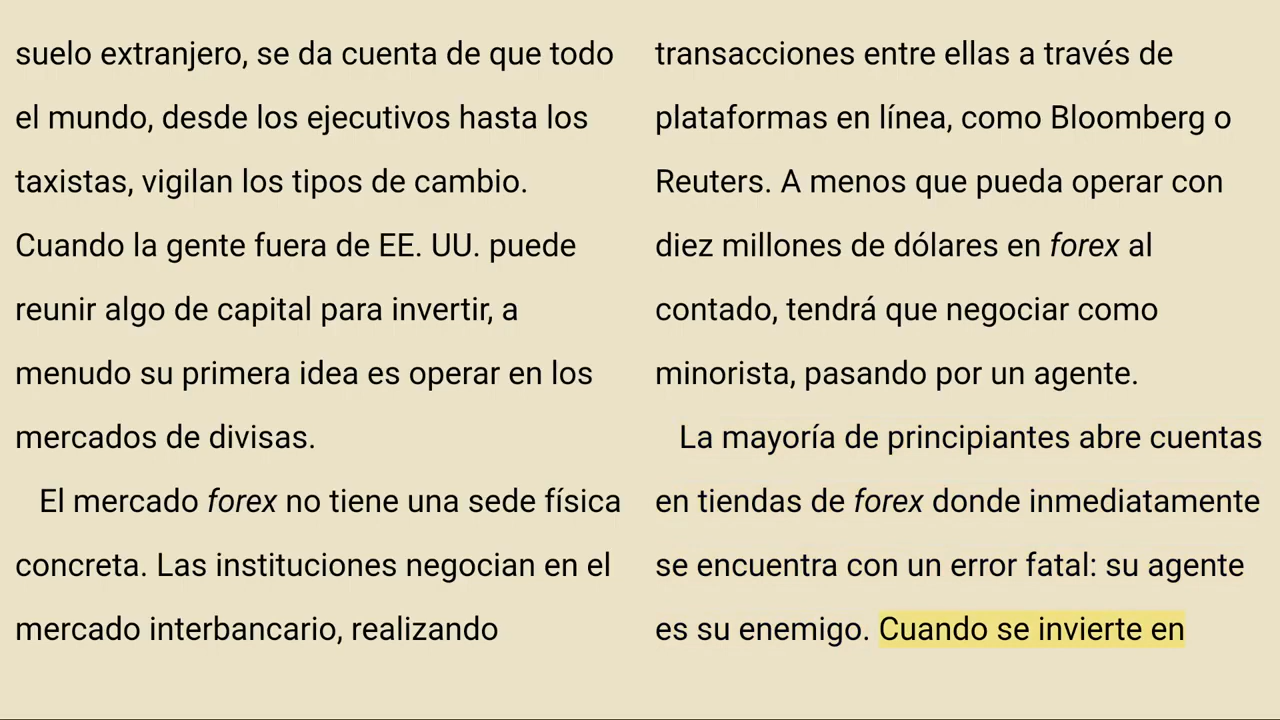 suelo extranjero, se da cuenta de que todo
el mundo, desde los ejecutivos hasta los
taxistas, vigilan los tipos de cambio.
Cuando la gente fuera de EE. UU. puede
reunir algo de capital para invertir, a
menudo su primera idea es operar en los
mercados de divisas.
El mercado forex no tiene una sede física
concreta. Las instituciones negocian en el
mercado interbancario, realizando
transacciones entre ellas a través de
plataformas en línea, como Bloomberg o
Reuters. A menos que pueda operar con
diez millones de dólares en forex al
contado, tendrá que negociar como
minorista, pasando por un agente.
La mayoría de principiantes abre cuentas
en tiendas de forex donde inmediatamente
se encuentra con un error fatal: su agente
es su enemigo. Cuando se invierte en